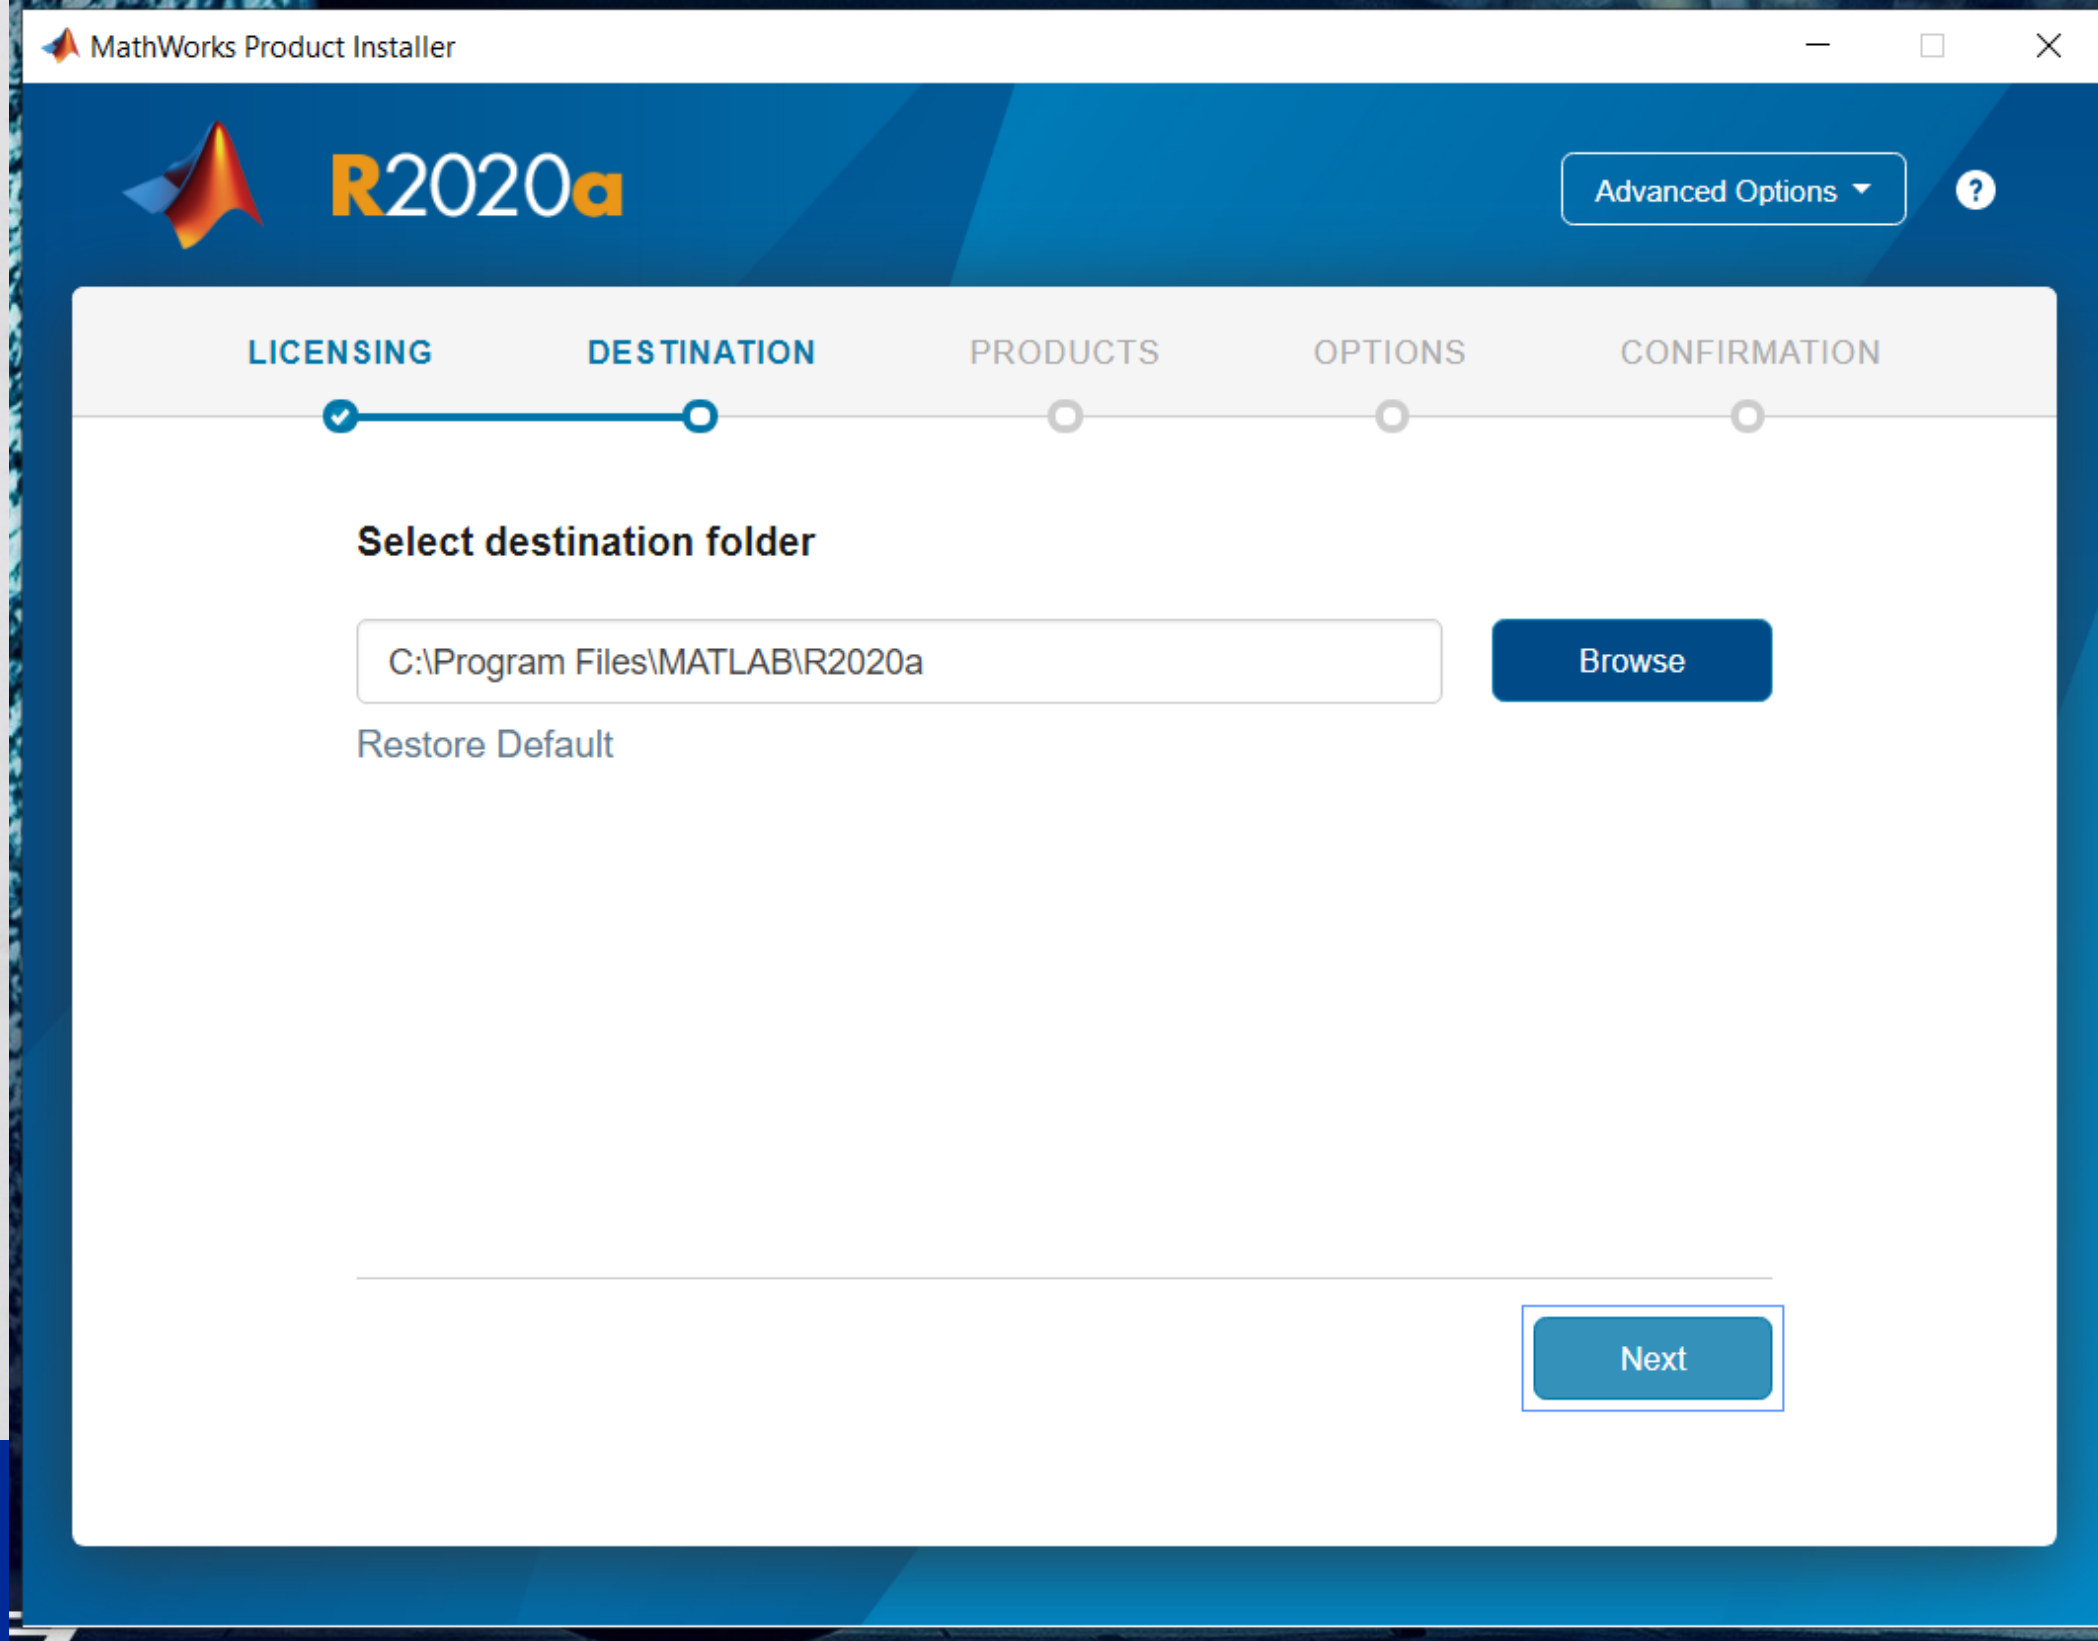 MathWorks Product Installer
R2020a
Advanced Options
?
LICENSING DESTINATION PRODUCTS OPTIONS CONFIRMATION
Select destination folder
C:\Program Files\MATLAB\R2020a Browse
Restore Default
Next